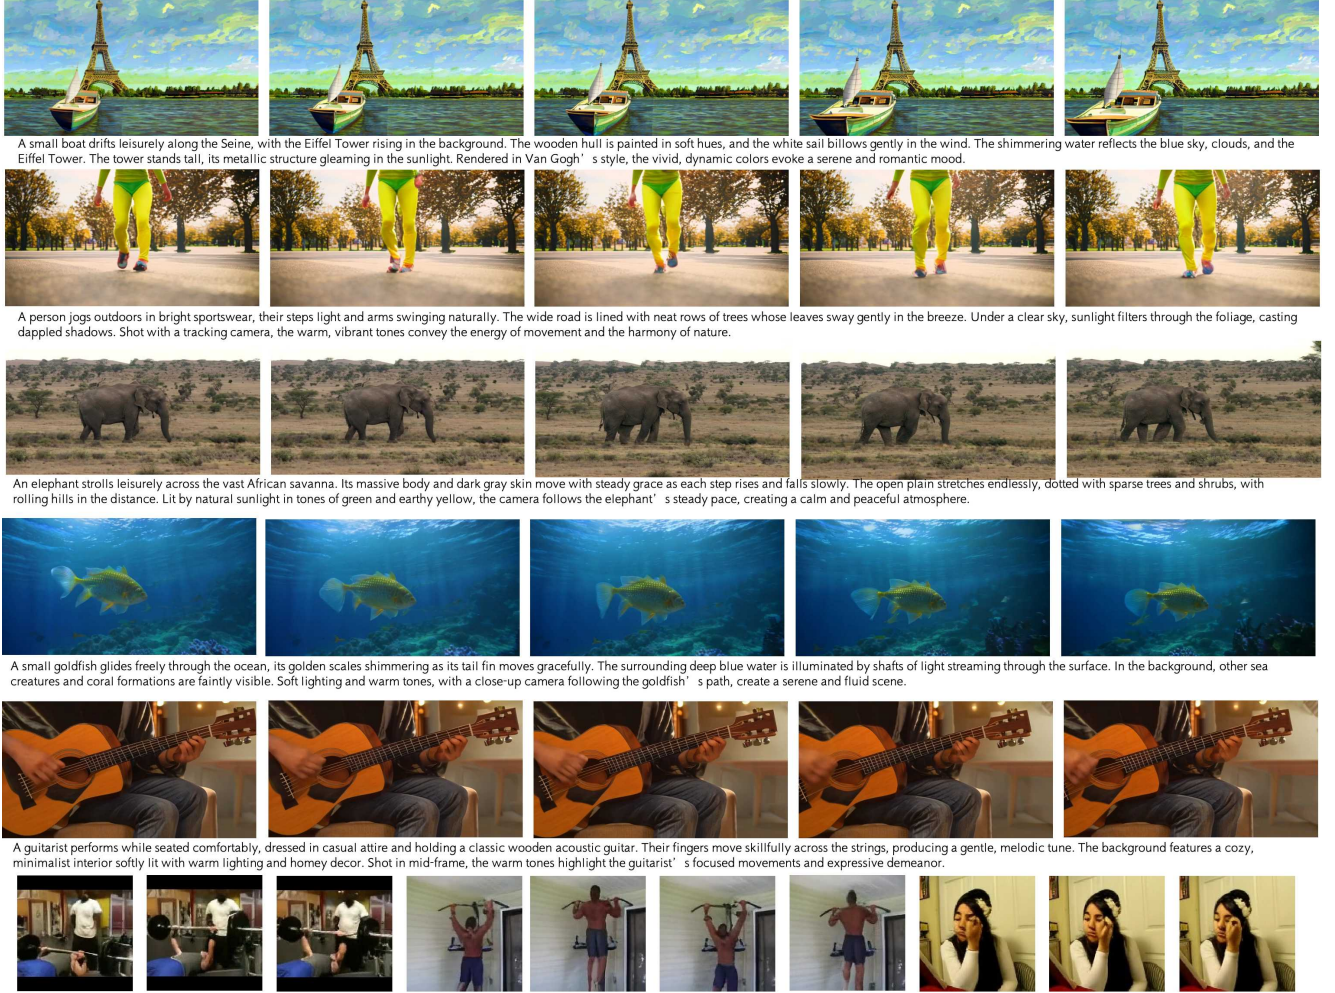 A small boat drifts leisurely along the Seine, with the Eiffel Tower rising in the background. The wooden hull is painted in soft hues, and the white sail billows gently in the wind. The shimmering water reflects the blue sky, clouds, and the
Eiffel Tower. The tower stands tall, its metallic structure gleaming in the sunlight. Rendered in Van Gogh's style, the vivid, dynamic colors evoke a serene and romantic mood.
A person jogs outdoors in bright sportswear, their steps light and arms swinging naturally. The wide road is lined with neat rows of trees whose leaves sway gently in the breeze. Under a clear sky, sunlight filters through the foliage, casting
dappled shadows. Shot with a tracking camera, the warm, vibrant tones convey the energy of movement and the harmony of nature.
An elephant strolls leisurely across the vast African savanna. Its massive body and dark gray skin move with steady grace as each step rises and falls slowly. The open plain stretches endlessly, dotted with sparse trees and shrubs, with
rolling hills in the distance. Lit by natural sunlight in tones of green and earthy yellow, the camera follows the elephant's steady pace, creating a calm and peaceful atmosphere.
A small goldfish glides freely through the ocean, its golden scales shimmering as its tail fin moves gracefully. The surrounding deep blue water is illuminated by shafts of light streaming through the surface. In the background, other sea
creatures and coral formations are faintly visible. Soft lighting and warm tones, with a close-up camera following the goldfish's path, create a serene and fluid scene.
A guitarist performs while seated comfortably, dressed in casual attire and holding a classic wooden acoustic guitar. Their fingers move skillfully across the strings, producing a gentle, melodic tune. The background features a cozy,
minimalist interior softly lit with warm lighting and homey decor. Shot in mid-frame, the warm tones highlight the guitarist's focused movements and expressive demeanor.